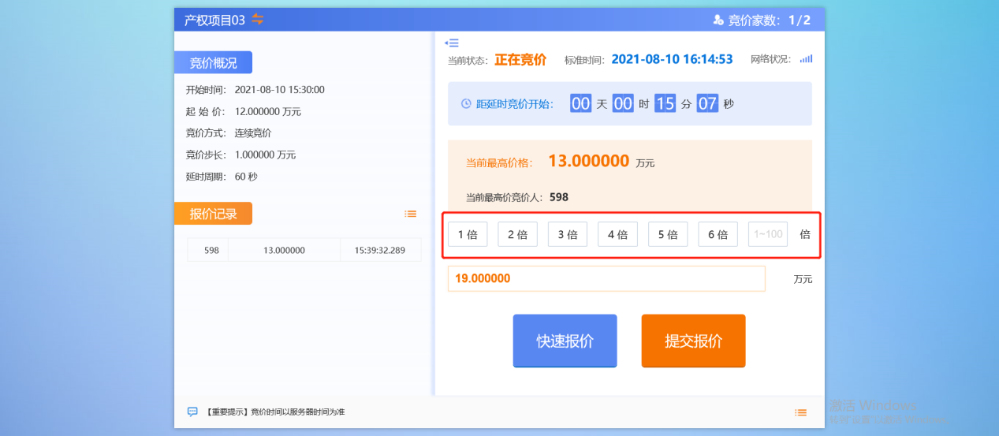 产权项目03
竞价家数：1/2
竞价概况
开始时间： 2021-08-10 15:30:00
起 始 价： 12.000000 万元
竞价方式： 连续竞价
竞价步长： 1.000000 万元
延时周期： 60 秒
报价记录
598 13.000000 15:39:32.289
当前状态： 正在竞价 标准时间： 2021-08-10 16:14:53 网络状况：
距延时竞价开始： 00 天 00 时 15 分 07 秒
当前最高价格： 13.000000 万元
当前最高价竞价人：598
1 倍 2 倍 3 倍 4 倍 5 倍 6 倍 1~100 倍
19.000000 万元
快速报价 提交报价
【重要提示】竞价时间以服务器时间为准
激活 Windows